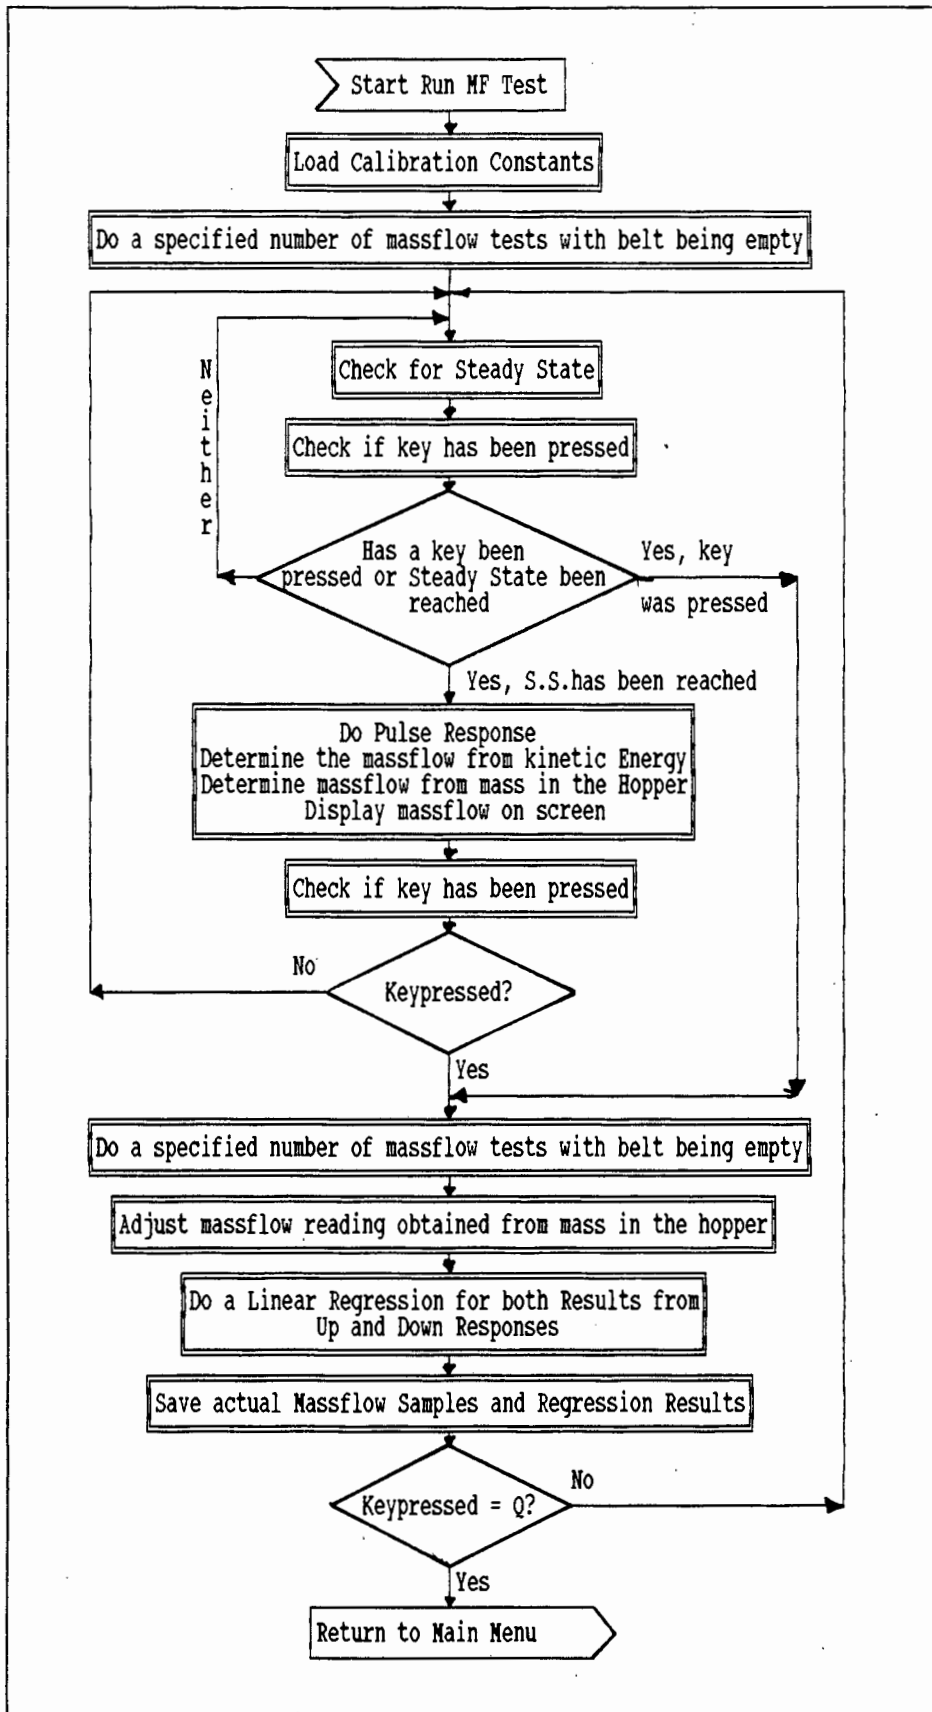 Start Run MF Test
Load Calibration Constants
Do a specified number of massflow tests with belt being empty
Check for Steady State
Neither
Check if key has been pressed
Has a key been
pressed or Steady State been
reached
Yes, key
was pressed
Yes, S.S.has been reached
Do Pulse Response
Determine the massflow from kinetic Energy
Determine massflow from mass in the Hopper
Display massflow on screen
Check if key has been pressed
No
Keypressed?
Yes
Do a specified number of massflow tests with belt being empty
Adjust massflow reading obtained from mass in the hopper
Do a Linear Regression for both Results from
Up and Down Responses
Save actual Massflow Samples and Regression Results
No
Keypressed = Q?
Yes
Return to Main Menu